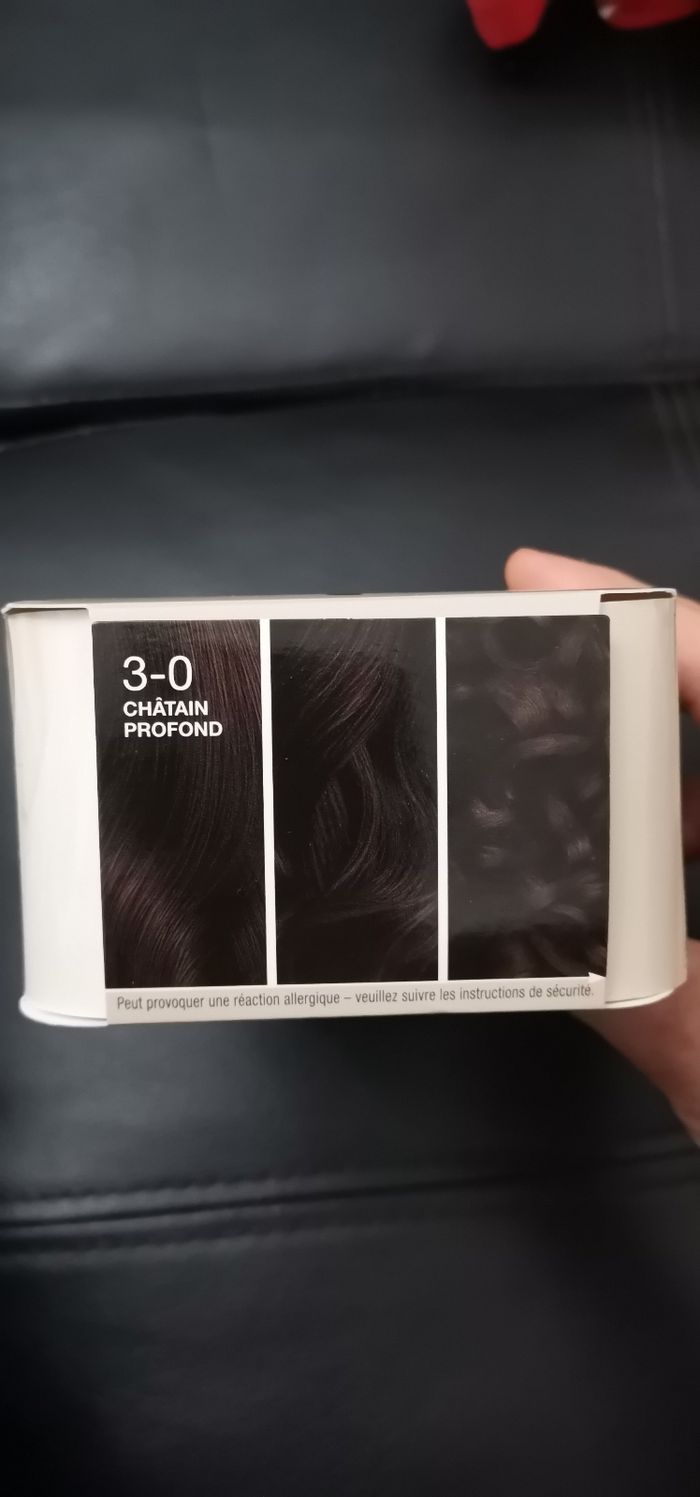 3-0
CHÂTAIN
PROFOND
Peut provoquer une réaction allergique – veuillez suivre les instructions de sécurité.